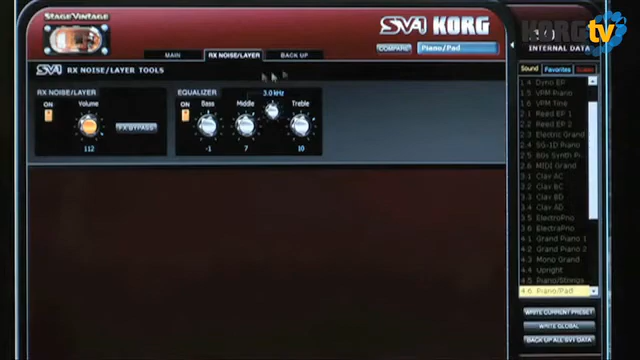 StageVintage
SV-1 KORG
KORG tv
COMPARE Piano/Pad
INTERNAL DATA
MAIN RX NOISE/LAYER BACK UP
Sound Favorites
SV1 RX NOISE/LAYER TOOLS
RX NOISE/LAYER
ON Volume
FX BYPASS
112
EQUALIZER
3.0 kHz
ON Bass Middle Treble
-1 7 10
1.4 Dyno EP
1.5 VPM Piano
1.6 VPM Tine
2.1 Reed EP 1
2.2 Reed EP 2
2.3 Electric Grand
2.4 SG-1D Piano
2.5 80s Synth Pi
2.6 MIDI Grand
3.1 Clav AC
3.2 Clav BC
3.3 Clav BD
3.4 Clav AD
3.5 ElectroPno
3.6 ElectraPno
4.1 Grand Piano 1
4.2 Grand Piano 2
4.3 Mono Grand
4.4 Upright
4.5 Piano/Strings
4.6 Piano/Pad
WRITE CURRENT PRESET
WRITE GLOBAL
BACK UP ALL SV1 DATA